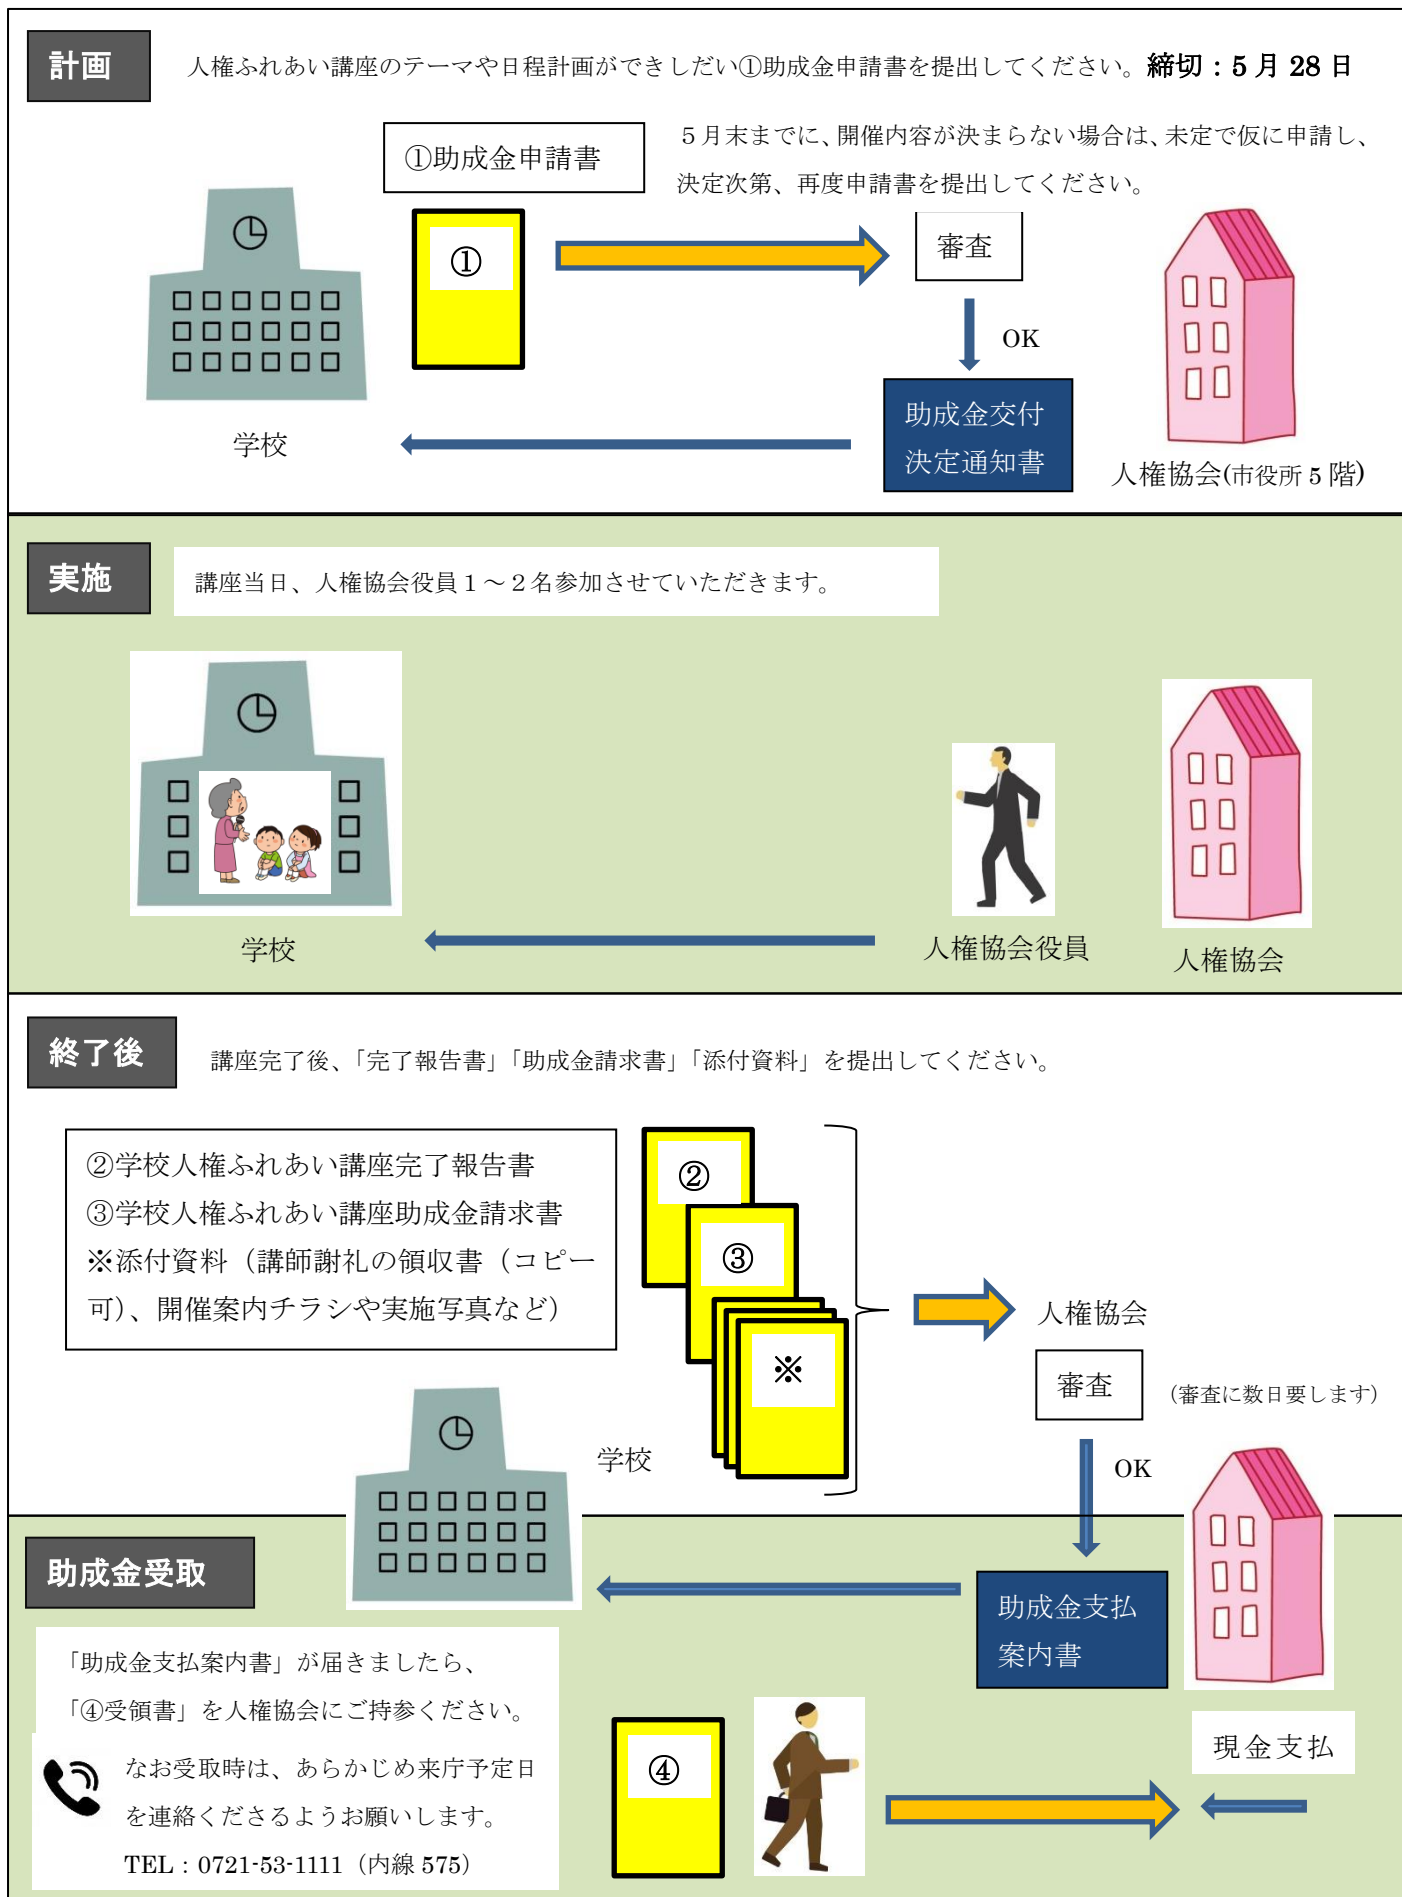 計画
人権ふれあい講座のテーマや日程計画ができしだい①助成金申請書を提出してください。締切：5月28日
①助成金申請書
５月末までに、開催内容が決まらない場合は、未定で仮に申請し、
決定次第、再度申請書を提出してください。
①
審査
OK
助成金交付
決定通知書
学校
人権協会(市役所5階)
実施
講座当日、人権協会役員１～２名参加させていただきます。
学校
人権協会役員
人権協会
終了後
講座完了後、「完了報告書」「助成金請求書」「添付資料」を提出してください。
②学校人権ふれあい講座完了報告書
③学校人権ふれあい講座助成金請求書
※添付資料（講師謝礼の領収書（コピー
可）、開催案内チラシや実施写真など）
②
③
※
人権協会
審査
（審査に数日要します）
学校
OK
助成金受取
助成金支払
案内書
「助成金支払案内書」が届きましたら、
「④受領書」を人権協会にご持参ください。
なお受取時は、あらかじめ来庁予定日
を連絡くださるようお願いします。
TEL：0721-53-1111（内線575）
④
現金支払